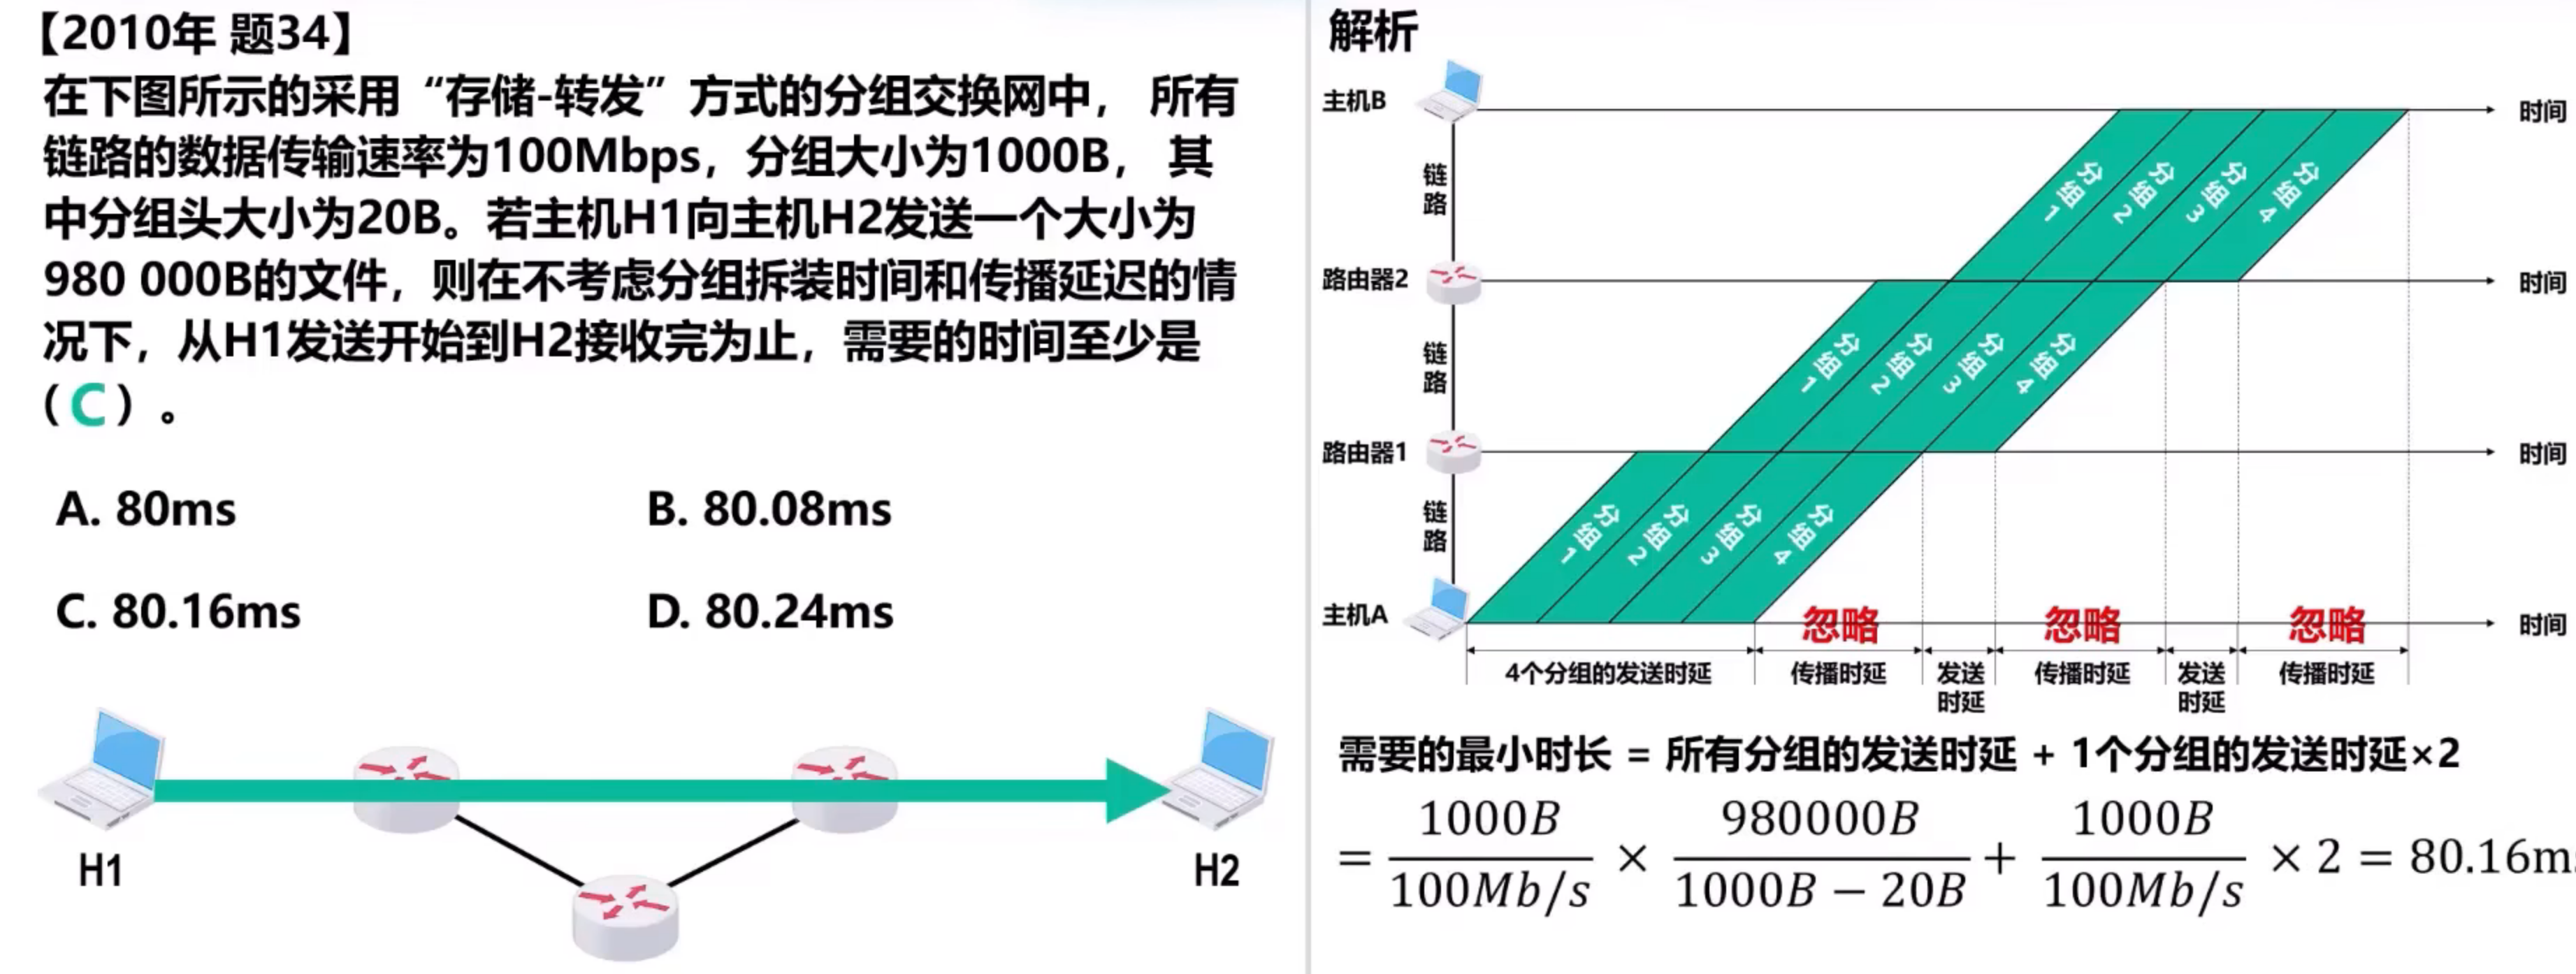 【2010年 题34】
在下图所示的采用“存储-转发”方式的分组交换网中， 所有
链路的数据传输速率为100Mbps，分组大小为1000B， 其
中分组头大小为20B。若主机H1向主机H2发送一个大小为
980 000B的文件，则在不考虑分组拆装时间和传播延迟的情
况下，从H1发送开始到H2接收完为止，需要的时间至少是
（C）。
A. 80ms
B. 80.08ms
C. 80.16ms
D. 80.24ms
H1
H2
解析
主机B
时间
链路
分组1
分组2
分组3
分组4
路由器2
时间
链路
分组1
分组2
分组3
分组4
路由器1
时间
链路
分组1
分组2
分组3
分组4
主机A
忽略
忽略
忽略
时间
4个分组的发送时延
传播时延
发送
时延
传播时延
发送
时延
传播时延
需要的最小时长 = 所有分组的发送时延 + 1个分组的发送时延×2
= 1000B/100Mb/s × 980000B/1000B − 20B + 1000B/100Mb/s × 2 = 80.16m